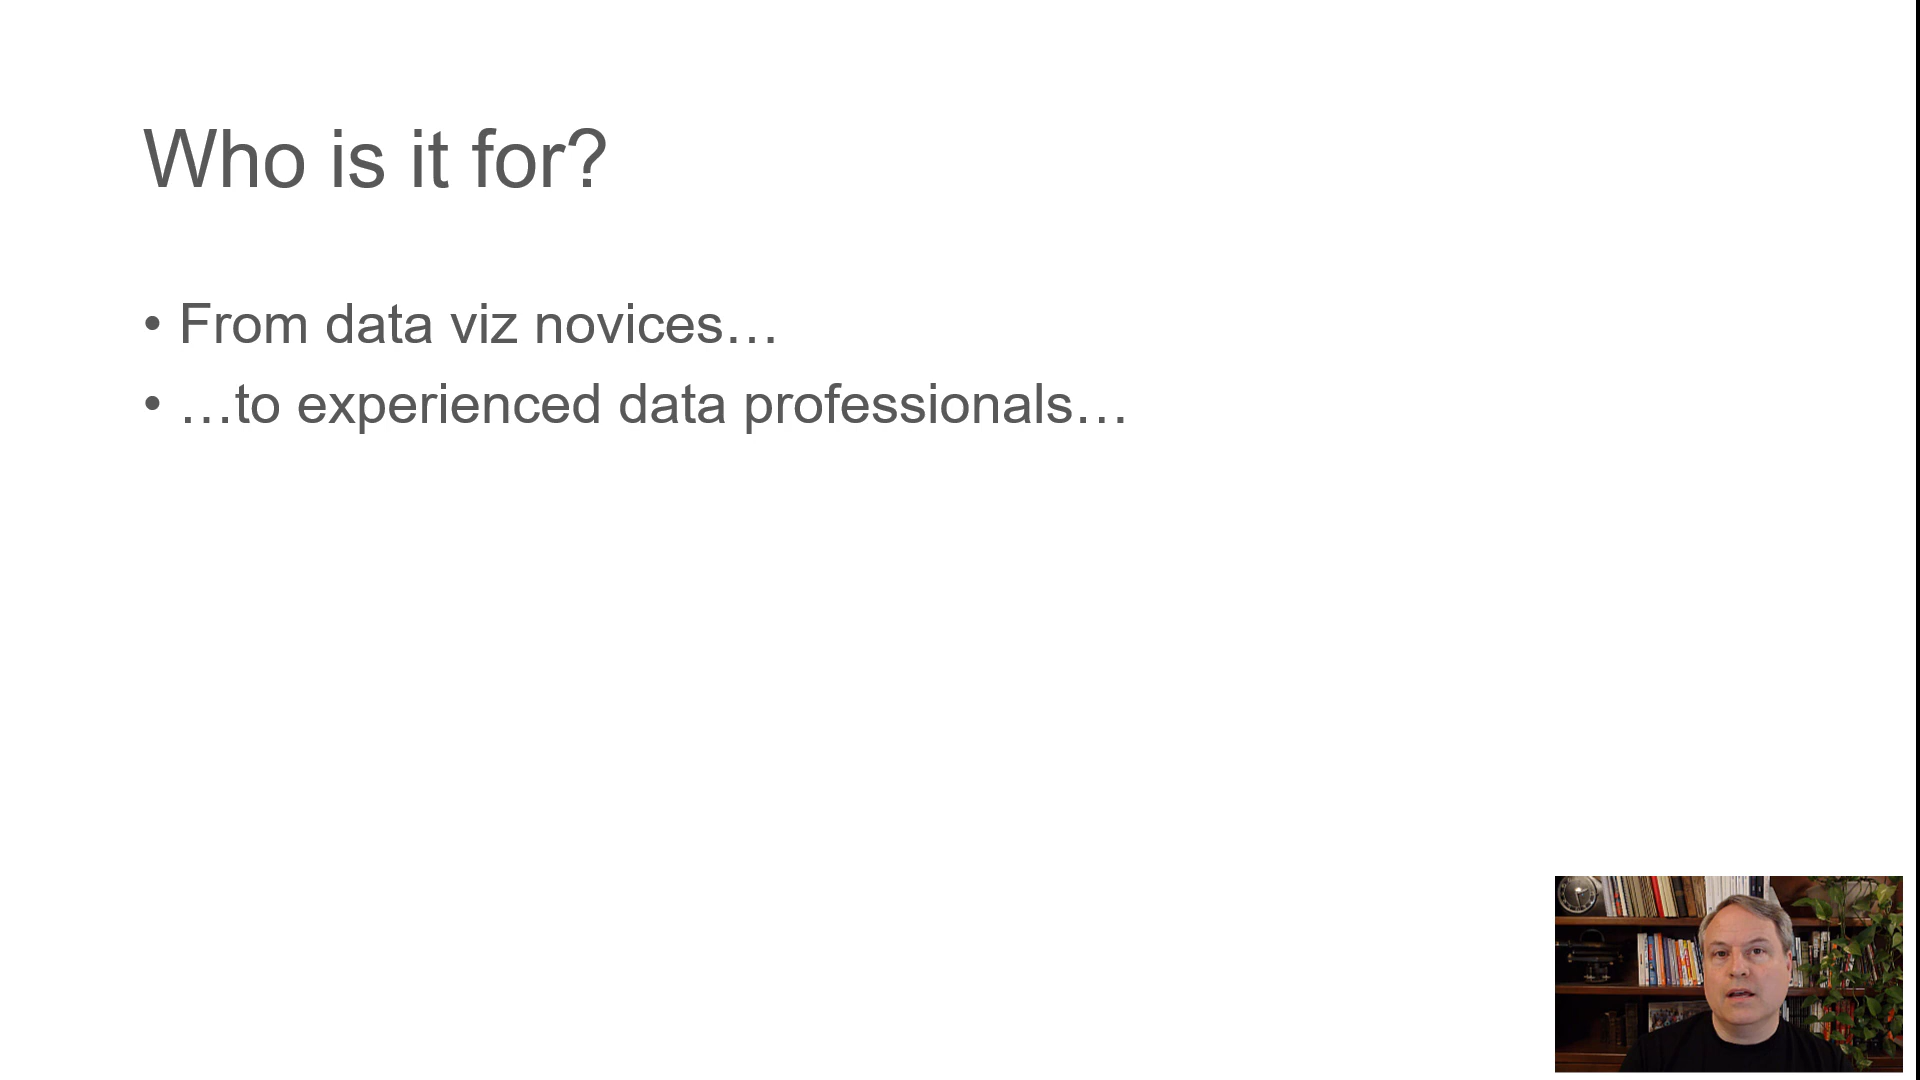 Who is it for?
• From data viz novices…
• …to experienced data professionals…